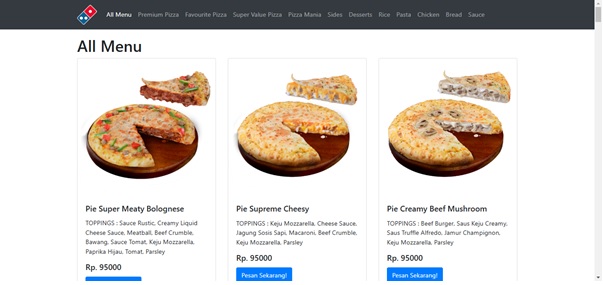 All Menu Premium Pizza Favourite Pizza Super Value Pizza Pizza Mania Sides Desserts Rice Pasta Chicken Bread Sauce
All Menu
Pie Super Meaty Bolognese
TOPPINGS : Sauce Rustic, Creamy Liquid
Cheese Sauce, Meatball, Beef Crumble,
Bawang, Sauce Tomat, Keju Mozzarella,
Paprika Hijau, Tomat, Parsley
Rp. 95000
Pie Supreme Cheesy
TOPPINGS : Keju Mozzarella, Cheese Sauce,
Jagung Sosis Sapi, Macaroni, Beef Crumble,
Keju Mozzarella, Parsley
Rp. 95000
Pesan Sekarang!
Pie Creamy Beef Mushroom
TOPPINGS : Beef Burger, Saus Keju Creamy,
Saus Truffle Alfredo, Jamur Champignon,
Keju Mozzarella, Parsley
Rp. 95000
Pesan Sekarang!